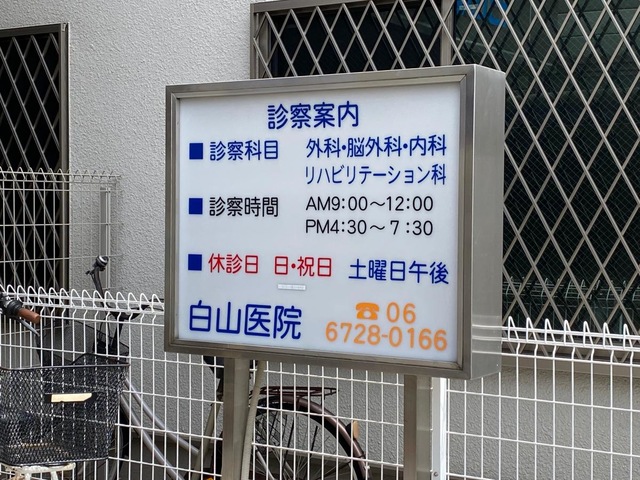 診察案内
■ 診察科目 外科・脳外科・内科
リハビリテーション科
■ 診察時間 AM9:00～12:00
PM4:30～7:30
■ 休診日 日・祝日 土曜日午後
白山医院 ☎06
6728-0166